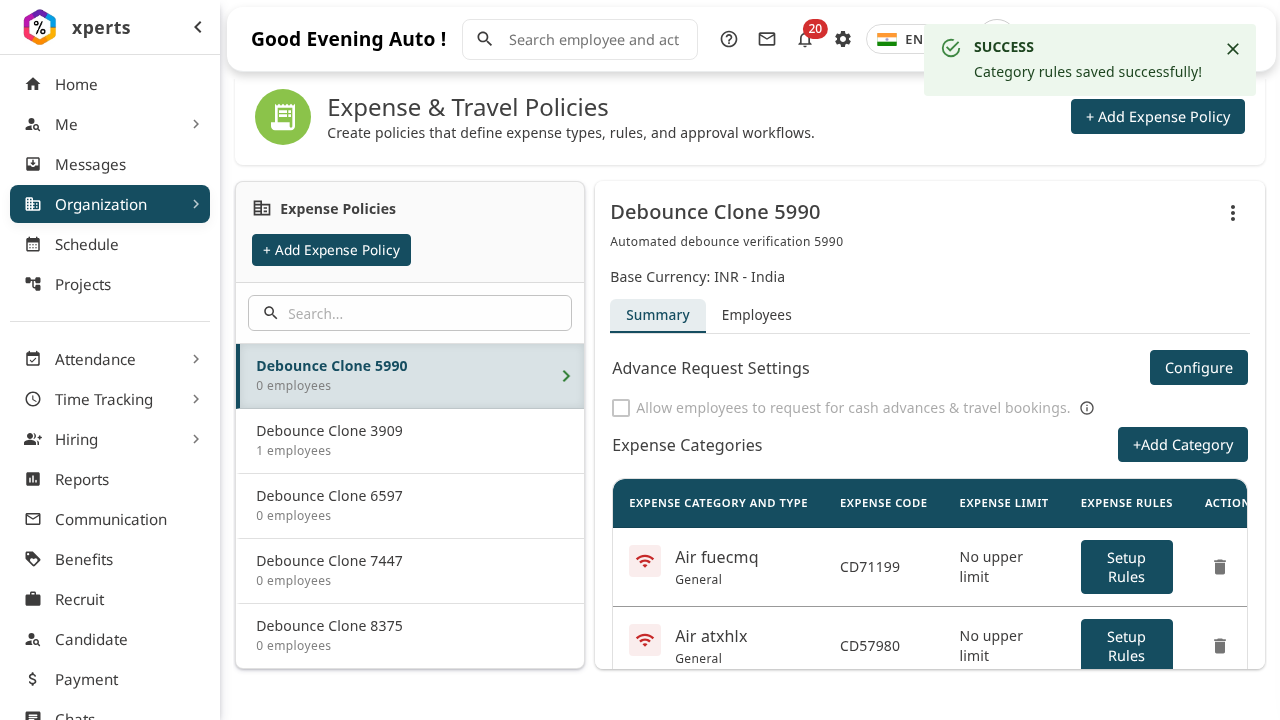 xperts
Home
Me
Messages
Organization
Schedule
Projects
Attendance
Time Tracking
Hiring
Reports
Communication
Benefits
Recruit
Candidate
Payment
Chats
Good Evening Auto !
Search employee and act
20
EN
SUCCESS
Category rules saved successfully!
Expense & Travel Policies
Create policies that define expense types, rules, and approval workflows.
+ Add Expense Policy
Expense Policies
+ Add Expense Policy
Search...
Debounce Clone 5990
0 employees
Debounce Clone 3909
1 employees
Debounce Clone 6597
0 employees
Debounce Clone 7447
0 employees
Debounce Clone 8375
0 employees
Debounce Clone 5990
Automated debounce verification 5990
Base Currency: INR - India
Summary Employees
Advance Request Settings
Configure
Allow employees to request for cash advances & travel bookings.
Expense Categories
+Add Category
EXPENSE CATEGORY AND TYPE EXPENSE CODE EXPENSE LIMIT EXPENSE RULES ACTION
Air fuecmq
General
CD71199
No upper
limit
Setup
Rules
Air atxhlx
General
CD57980
No upper
limit
Setup
Rules